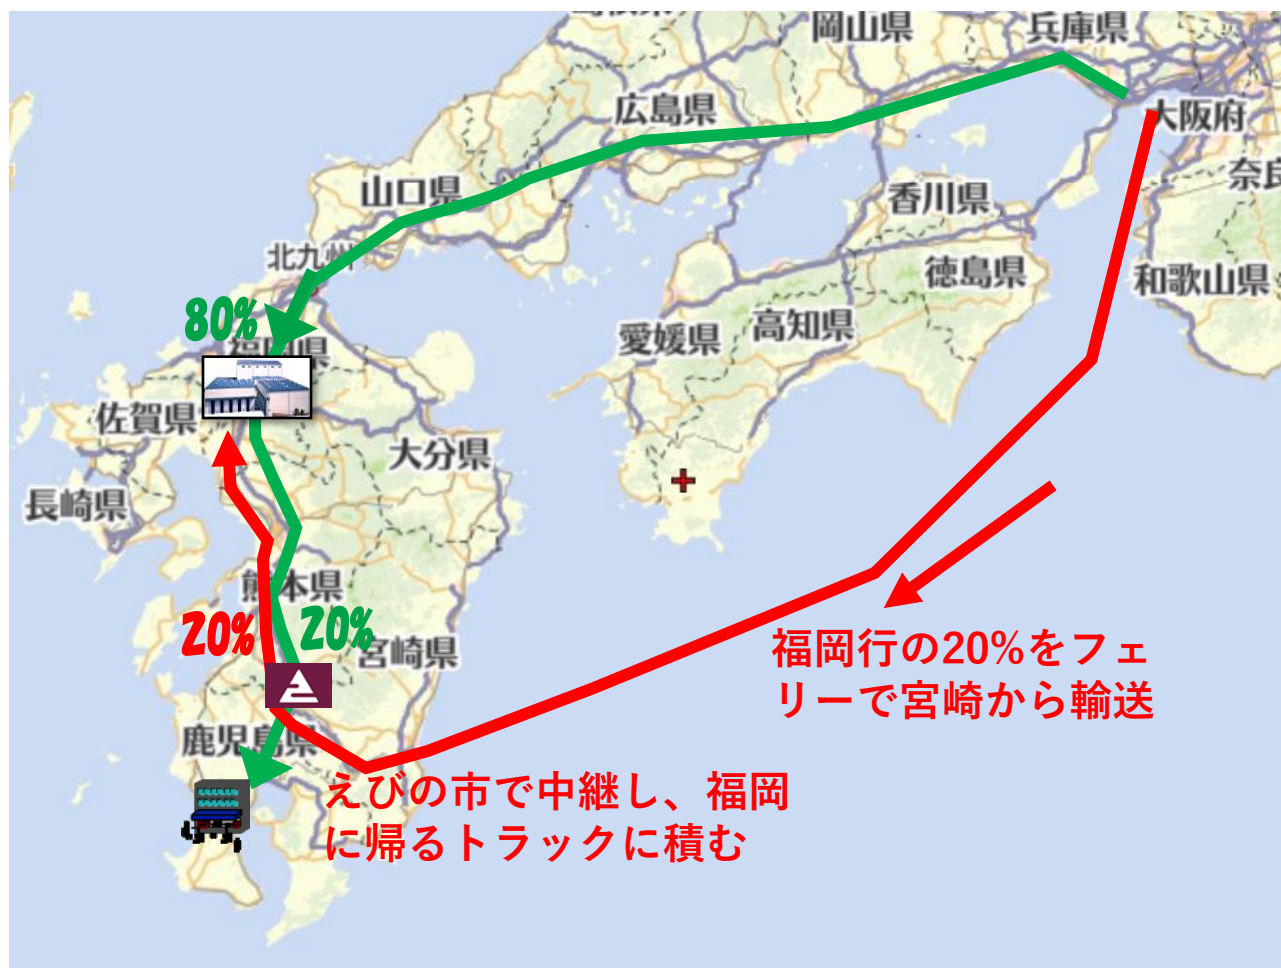 岡山県
兵庫県
広島県
大阪府
山口県
奈良
香川県
北九州
徳島県
和歌山県
80%
高知県
愛媛県
福岡県
佐賀県
大分県
長崎県
熊本県
20%
20%
宮崎県
福岡行の20%をフェ
リーで宮崎から輸送
鹿児島県
えびの市で中継し、福岡
に帰るトラックに積む